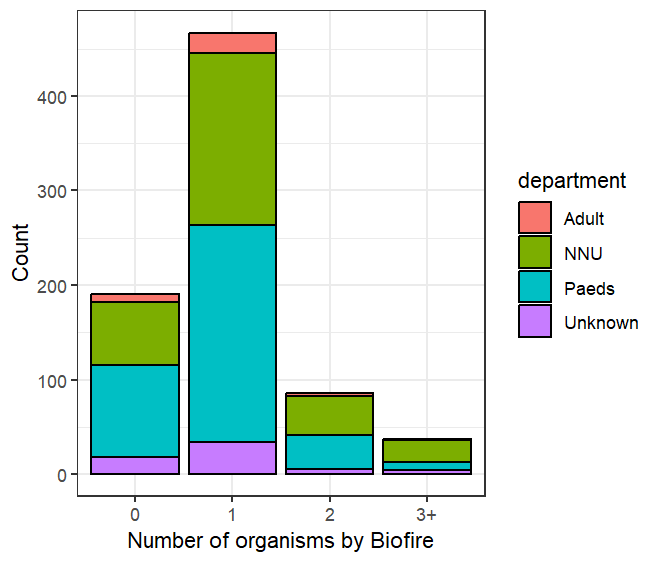 Count
400
300
200
100
0
0 1 2 3+
Number of organisms by Biofire
department
Adult
NNU
Paeds
Unknown